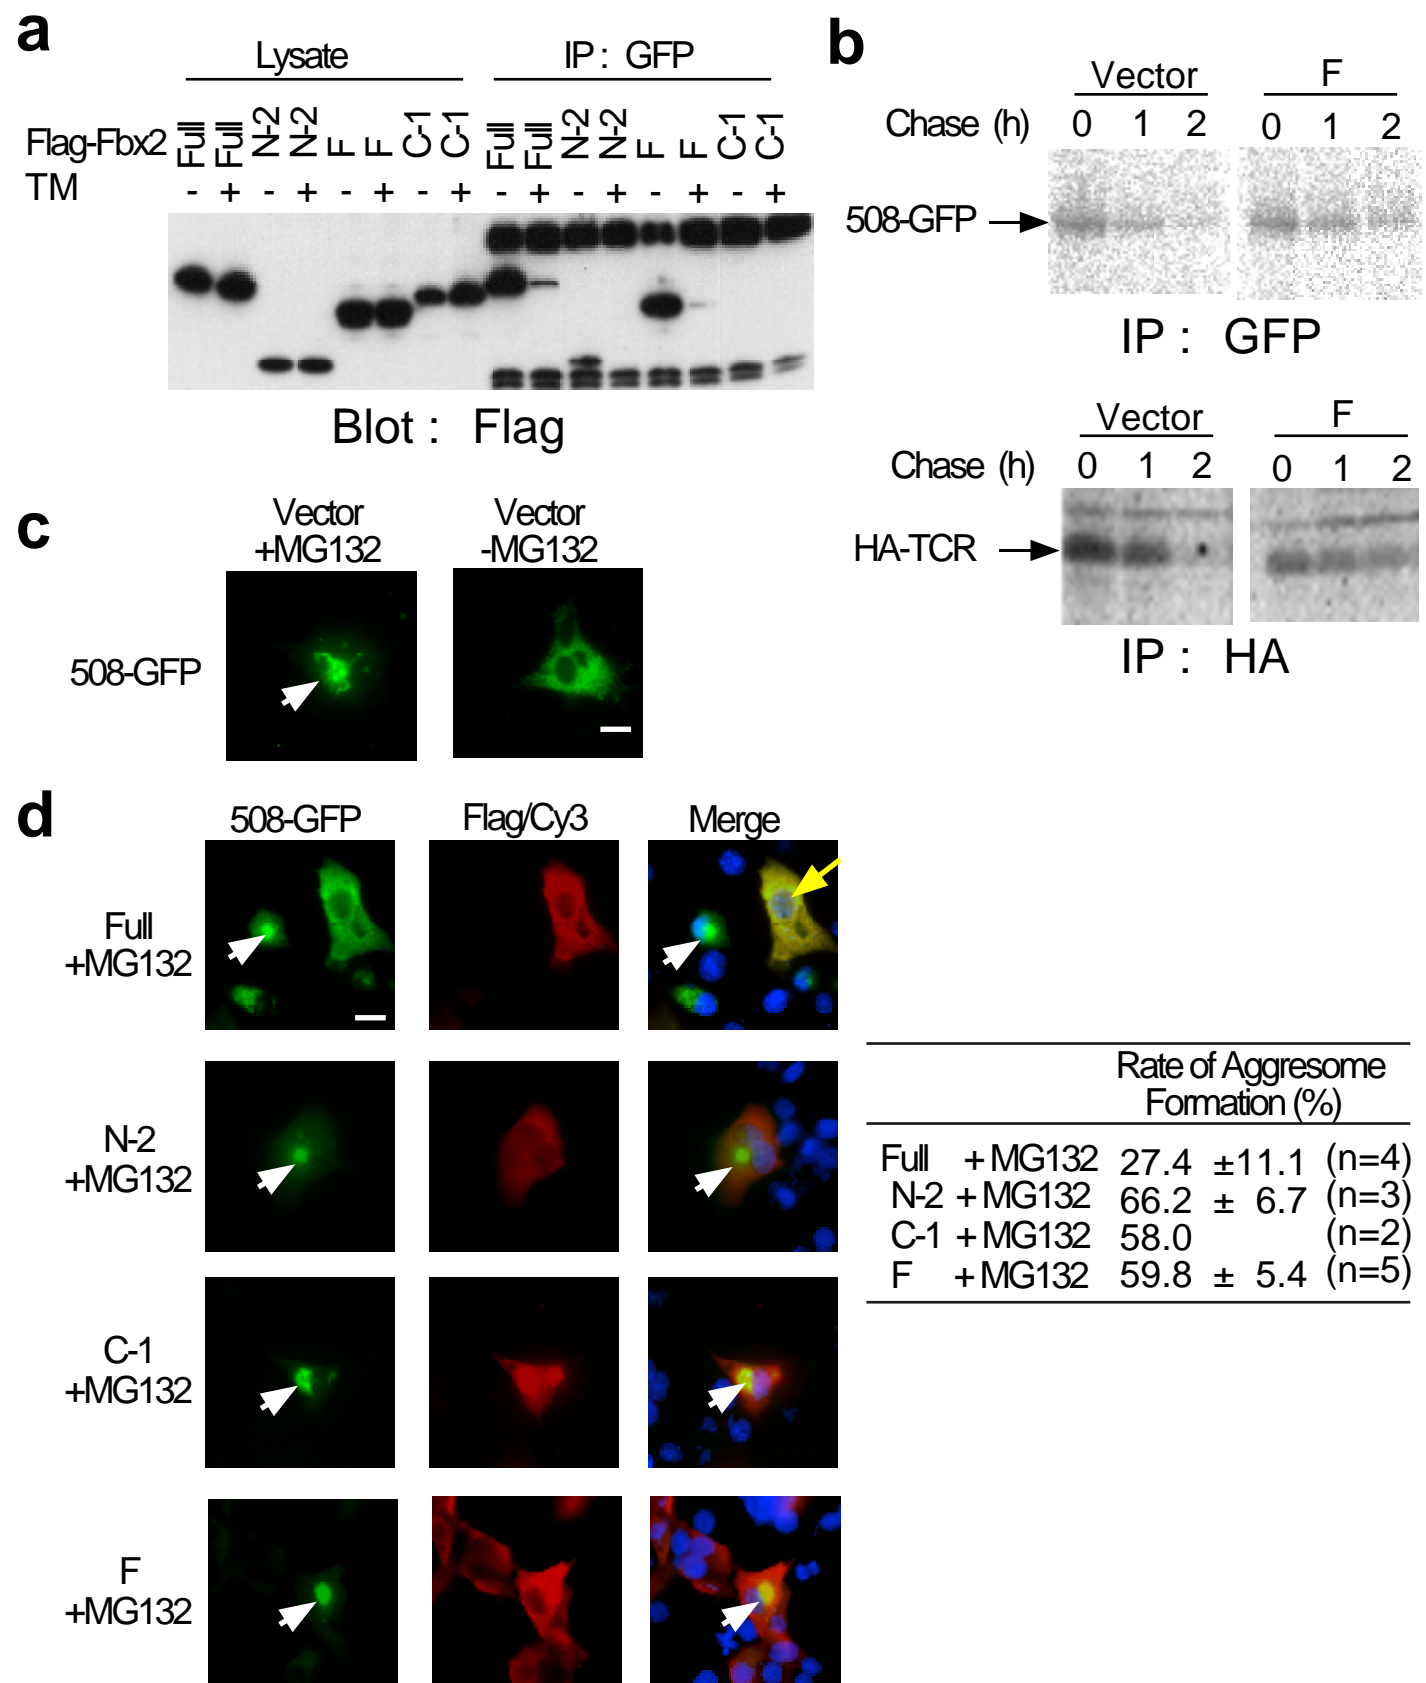 a
Lysate IP : GFP
Flag-Fbx2 Full Full N-2 N-2 F F C-1 C-1 Full Full N-2 N-2 F F C-1 C-1
TM - + - + - + - + - + - + - + - +
Blot : Flag
b
Vector F
Chase (h) 0 1 2 0 1 2
508-GFP
IP : GFP
Vector F
Chase (h) 0 1 2 0 1 2
HA-TCR
IP : HA
c
Vector Vector
+MG132 -MG132
508-GFP
d
508-GFP Flag/Cy3 Merge
Full
+MG132
N-2
+MG132
C-1
+MG132
F
+MG132
Rate of Aggresome
Formation (%)
Full + MG132 27.4 ±11.1 (n=4)
N-2 + MG132 66.2 ± 6.7 (n=3)
C-1 + MG132 58.0 (n=2)
F + MG132 59.8 ± 5.4 (n=5)